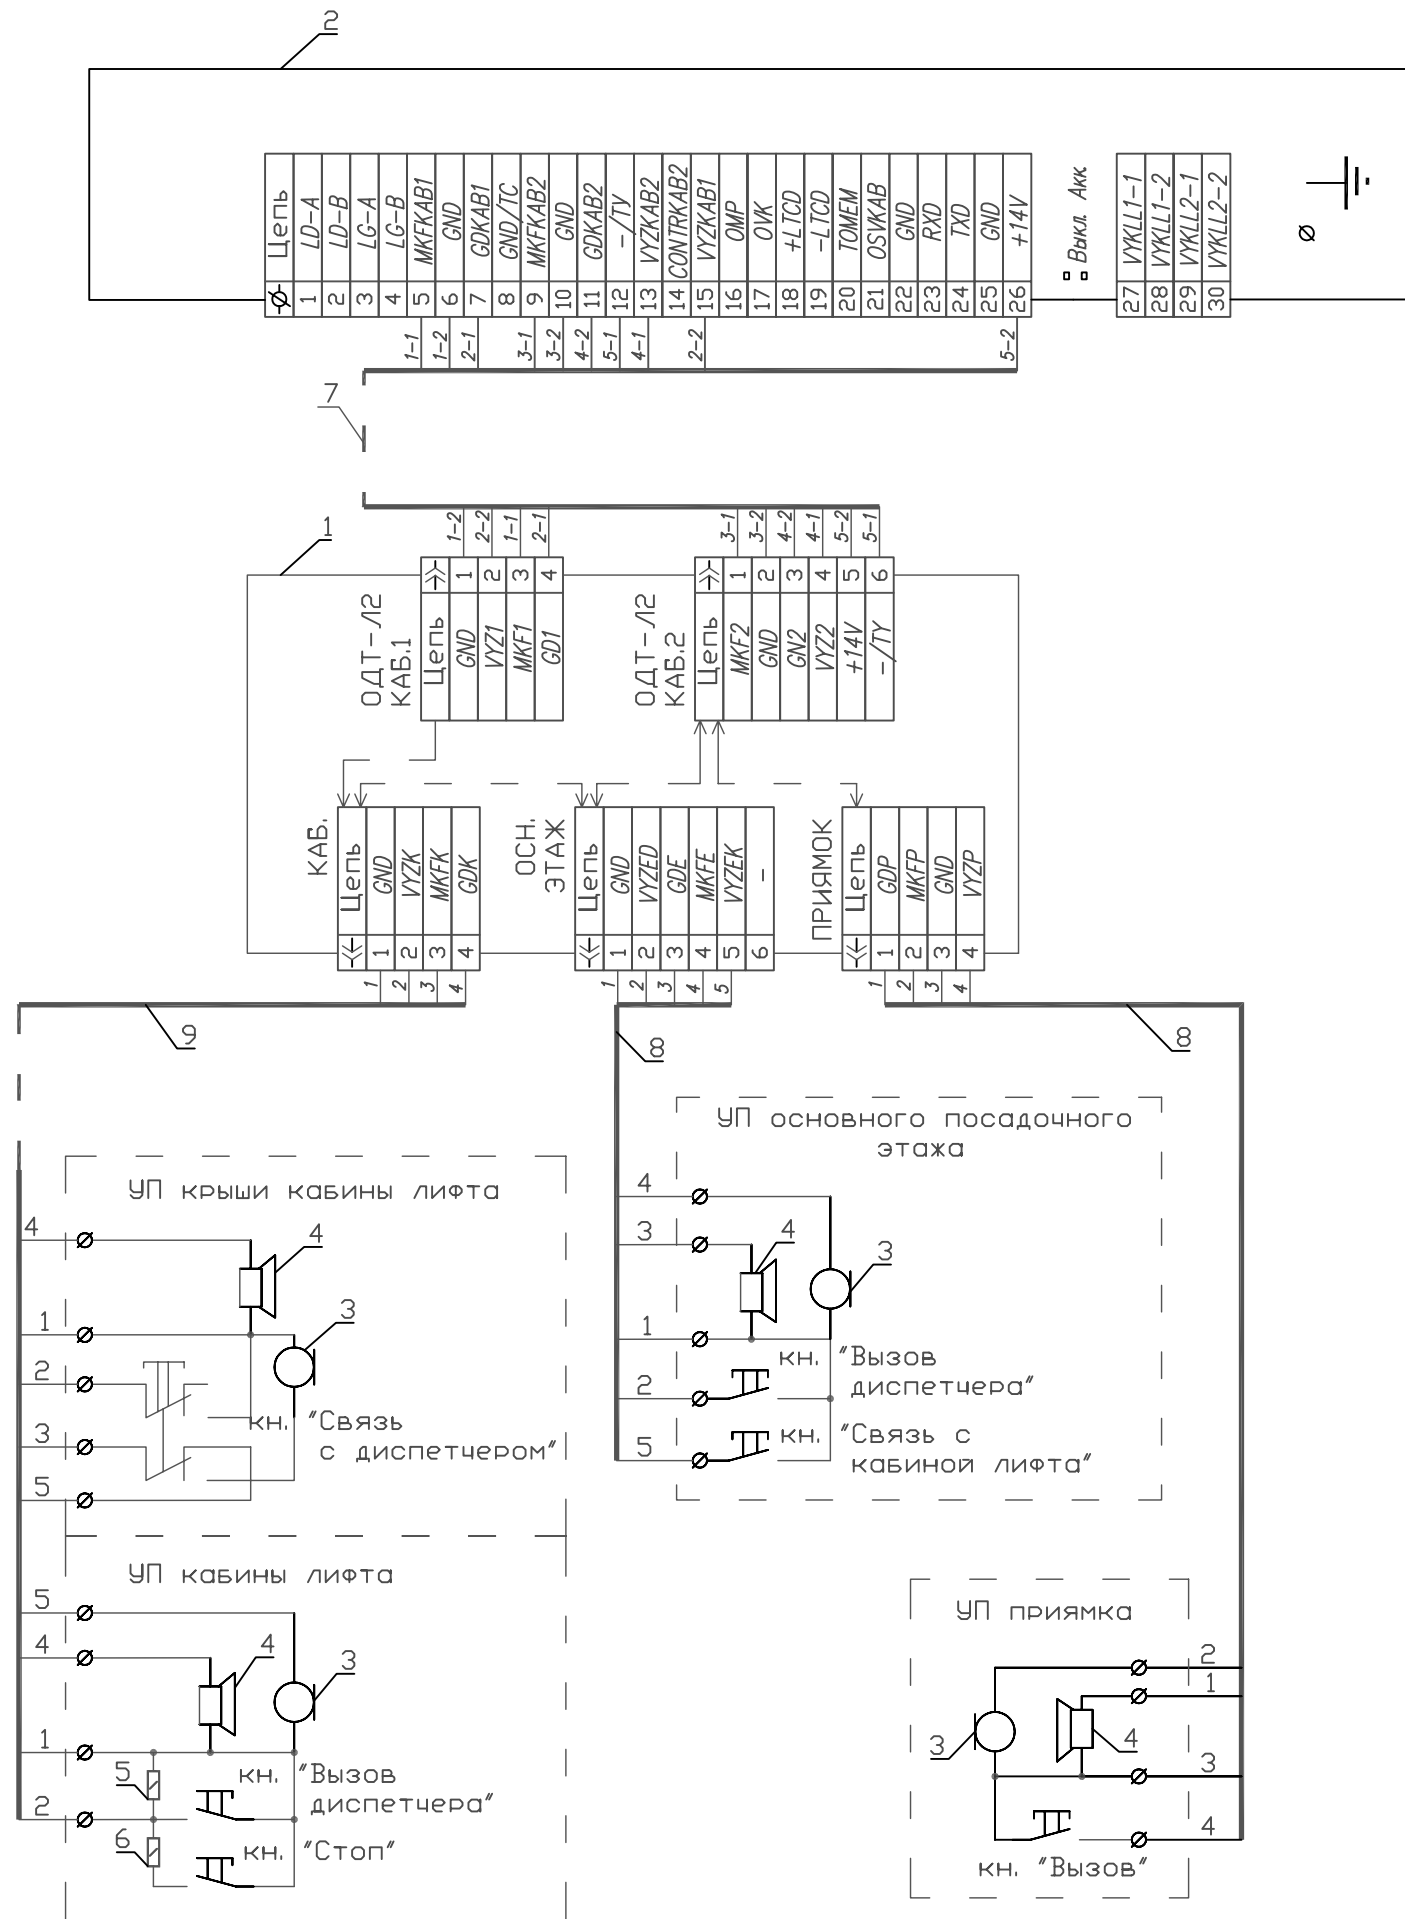 2
Цепь
LD-A
LD-B
LG-A
LG-B
MKFKAB1
GND
GDKAB1
GND/TC
MKFKAB2
GND
GDKAB2
-/TY
VYZKAB2
CONTRKAB2
VYZKAB1
OMP
OVK
+LTCD
-LTCD
TOMEM
OSVKAB
GND
RXD
TXD
GND
+14V
Выкл. Акк
VYKLL1-1
VYKLL1-2
VYKLL2-1
VYKLL2-2
1 2 3 4 5 6 7 8 9 10 11 12 13 14 15 16 17 18 19 20 21 22 23 24 25 26
27 28 29 30
1-1 1-2 2-1 3-1 3-2 4-2 5-1 4-1 2-2 5-2
7
1
1-2 2-2 1-1 2-1
3-1 3-2 4-2 4-1 5-2 5-1
ОДТ-Л2
КАБ.1
1 2 3 4
Цепь
GND
VYZ1
MKF1
GD1
ОДТ-Л2
КАБ.2
1 2 3 4 5 6
Цепь
MKF2
GND
GN2
VYZ2
+14V
-/TY
КАБ.
Цепь
GND
VYZK
MKFK
GDK
1 2 3 4
1 2 3 4
ОСН.
ЭТАЖ
Цепь
GND
VYZED
GDE
MKFE
VYZEK
-
1 2 3 4 5 6
1 2 3 4 5
ПРИЯМОК
Цепь
GDP
MKFP
GND
VYZP
1 2 3 4
1 2 3 4
9
8
8
УП крыши кабины лифта
4
4
1
3
2
3
кн. "Связь
с диспетчером"
5
УП кабины лифта
5
4
4
3
1
5
кн. "Вызов
диспетчера"
2
6
кн. "Стоп"
УП основного посадочного
этажа
4
3
4
3
1
кн. "Вызов
диспетчера"
2
кн. "Связь с
кабиной лифта"
5
УП приямка
2
1
3
4
3
4
кн. "Вызов"